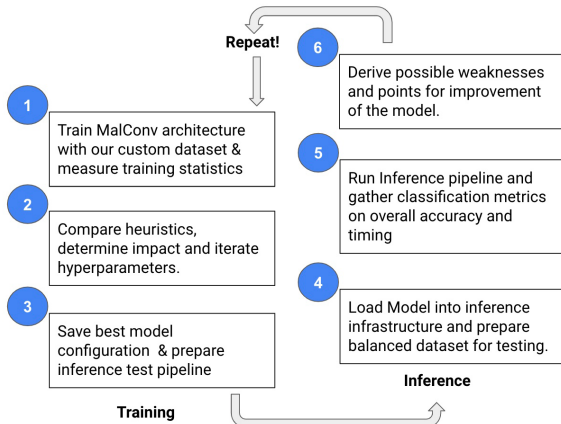 Repeat!
1
Train MalConv architecture
with our custom dataset &
measure training statistics
2
Compare heuristics,
determine impact and iterate
hyperparameters.
3
Save best model
configuration & prepare
inference test pipeline
Training
6
Derive possible weaknesses
and points for improvement
of the model.
5
Run Inference pipeline and
gather classification metrics
on overall accuracy and
timing
4
Load Model into inference
infrastructure and prepare
balanced dataset for testing.
Inference